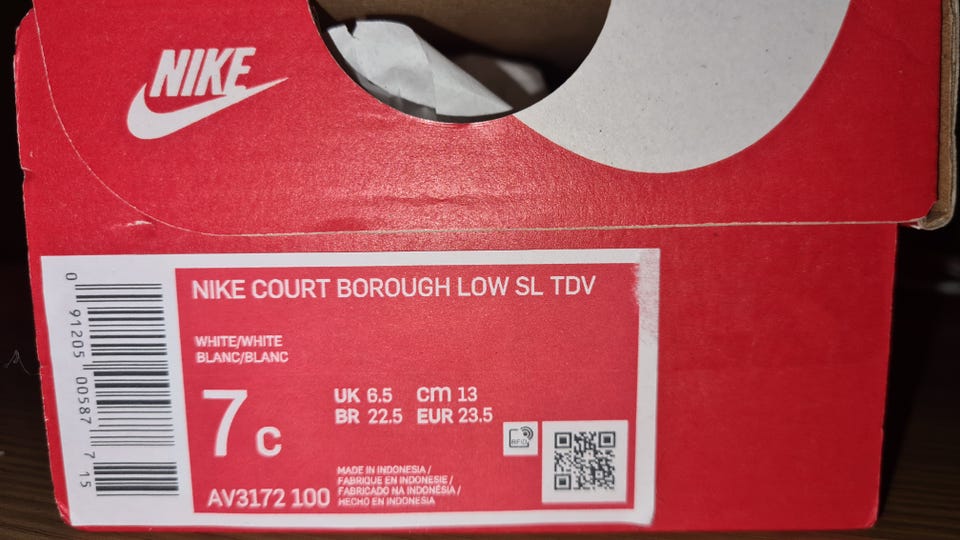 NIKE
NIKE COURT BOROUGH LOW SL TDV
WHITE/WHITE
BLANC/BLANC
7 C
UK 6.5 cm 13
BR 22.5 EUR 23.5
RFID
AV3172 100
MADE IN INDONESIA /
FABRIQUE EN INDONESIE /
FABRICADO NA INDONÉSIA /
HECHO EN INDONESIA
0 91205 00587 7 15